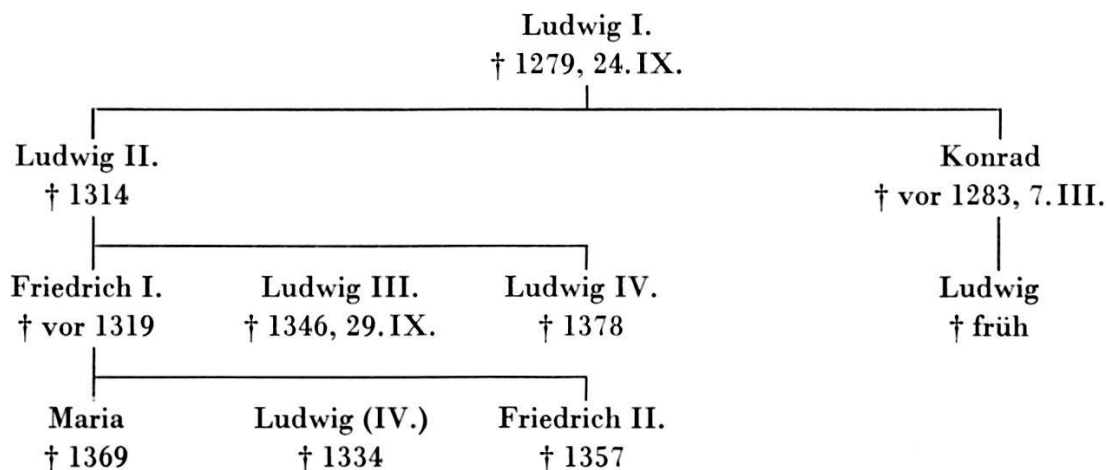 Ludwig I.
† 1279, 24. IX.
Ludwig II. Konrad
† 1314 † vor 1283, 7. III.
Friedrich I. Ludwig III. Ludwig IV. Ludwig
† vor 1319 † 1346, 29. IX. † 1378 † früh
Maria Ludwig (IV.) Friedrich II.
† 1369 † 1334 † 1357